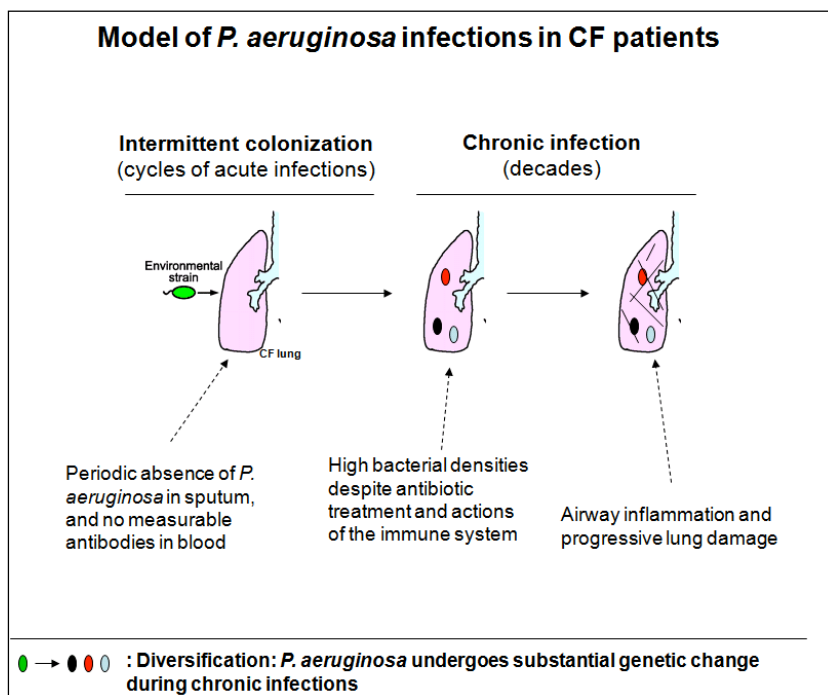 Model of P. aeruginosa infections in CF patients
Intermittent colonization
(cycles of acute infections)
Chronic infection
(decades)
Environmental
strain
CF lung
Periodic absence of P.
aeruginosa in sputum,
and no measurable
antibodies in blood
High bacterial densities
despite antibiotic
treatment and actions
of the immune system
Airway inflammation and
progressive lung damage
: Diversification: P. aeruginosa undergoes substantial genetic change
during chronic infections